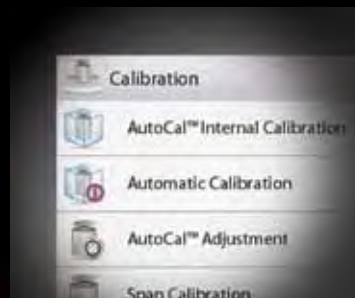 Calibration
AutoCal™ Internal Calibration
Automatic Calibration
AutoCal™ Adjustment
Span Calibration